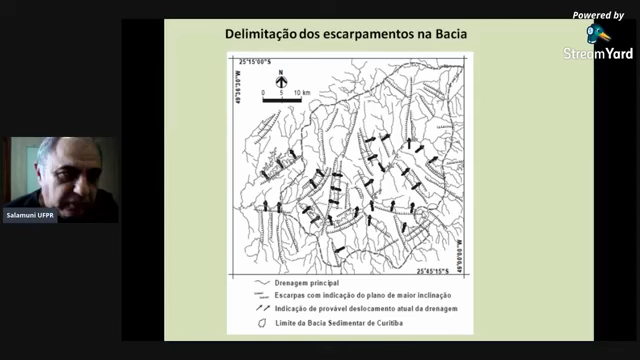 Powered by
StreamYard
Delimitação dos escarpamentos na Bacia
25°15'00"S
N
0 5 10 km
Salamuni UFPR
25°45'15"S
Drenagem principal
Escarpas com indicação do plano de maior inclinação
Indicação de provável deslocamento atual da drenagem
Limite da Bacia Sedimentar de Curitiba